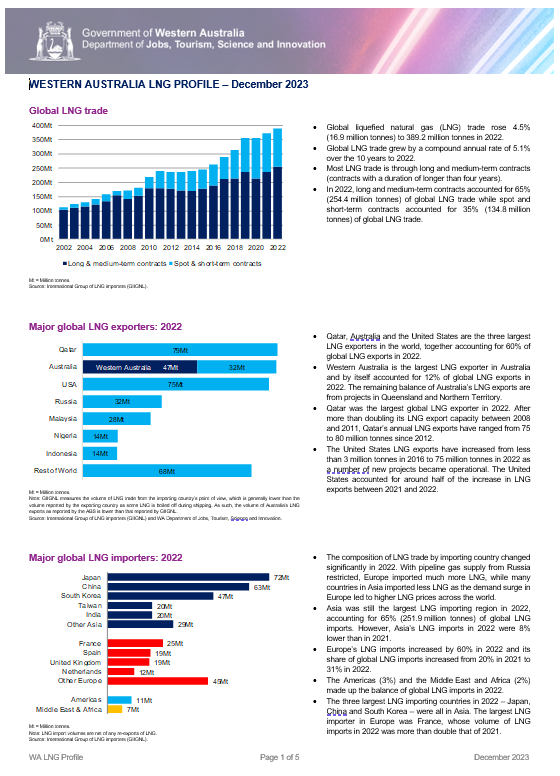 Government of Western Australia
Department of Jobs, Tourism, Science and Innovation
WESTERN AUSTRALIA LNG PROFILE – December 2023
Global LNG trade
400Mt
350Mt
300Mt
250Mt
200Mt
150Mt
100Mt
50Mt
0Mt
2002 2004 2006 2008 2010 2012 2014 2016 2018 2020 2022
Long & medium-term contracts Spot & short-term contracts
Mt = Million tonnes.
Source: International Group of LNG importers (GIIGNL).
• Global liquefied natural gas (LNG) trade rose 4.5%
(16.9 million tonnes) to 389.2 million tonnes in 2022.
• Global LNG trade grew by a compound annual rate of 5.1%
over the 10 years to 2022.
• Most LNG trade is through long and medium-term contracts
(contracts with a duration of longer than four years).
• In 2022, long and medium-term contracts accounted for 65%
(254.4 million tonnes) of global LNG trade while spot and
short-term contracts accounted for 35% (134.8 million
tonnes) of global LNG trade.
Major global LNG exporters: 2022
Qatar 79Mt
Australia Western Australia 47Mt 32Mt
USA 75Mt
Russia 32Mt
Malaysia 28Mt
Nigeria 14Mt
Indonesia 14Mt
Rest of World 68Mt
Mt = Million tonnes.
Note: GIIGNL measures the volume of LNG trade from the importing country's point of view, which is generally lower than the
volume reported by the exporting country as some LNG is boiled off during shipping. As such, the volume of Australia's LNG
exports as reported by the ABS is lower than that reported by GIIGNL.
Source: International Group of LNG importers (GIIGNL) and WA Department of Jobs, Tourism, Science and Innovation.
• Qatar, Australia and the United States are the three largest
LNG exporters in the world, together accounting for 60% of
global LNG exports in 2022.
• Western Australia is the largest LNG exporter in Australia
and by itself accounted for 12% of global LNG exports in
2022. The remaining balance of Australia's LNG exports are
from projects in Queensland and Northern Territory.
• Qatar was the largest global LNG exporter in 2022. After
more than doubling its LNG export capacity between 2008
and 2011, Qatar's annual LNG exports have ranged from 75
to 80 million tonnes since 2012.
• The United States LNG exports have increased from less
than 3 million tonnes in 2016 to 75 million tonnes in 2022 as
a number of new projects became operational. The United
States accounted for around half of the increase in LNG
exports between 2021 and 2022.
Major global LNG importers: 2022
Japan 72Mt
China 63Mt
South Korea 47Mt
Taiwan 20Mt
India 20Mt
Other Asia 29Mt
France 25Mt
Spain 19Mt
United Kingdom 19Mt
Netherlands 12Mt
Other Europe 45Mt
Americas 11Mt
Middle East & Africa 7Mt
Mt = Million tonnes.
Note: LNG import volumes are net of any re-exports of LNG.
Source: International Group of LNG importers (GIIGNL).
• The composition of LNG trade by importing country changed
significantly in 2022. With pipeline gas supply from Russia
restricted, Europe imported much more LNG, while many
countries in Asia imported less LNG as the demand surge in
Europe led to higher LNG prices across the world.
• Asia was still the largest LNG importing region in 2022,
accounting for 65% (251.9 million tonnes) of global LNG
imports. However, Asia's LNG imports in 2022 were 8%
lower than in 2021.
• Europe's LNG imports increased by 60% in 2022 and its
share of global LNG imports increased from 20% in 2021 to
31% in 2022.
• The Americas (3%) and the Middle East and Africa (2%)
made up the balance of global LNG imports in 2022.
• The three largest LNG importing countries in 2022 – Japan,
China and South Korea – were all in Asia. The largest LNG
importer in Europe was France, whose volume of LNG
imports in 2022 was more than double that of 2021.
WA LNG Profile Page 1 of 5 December 2023